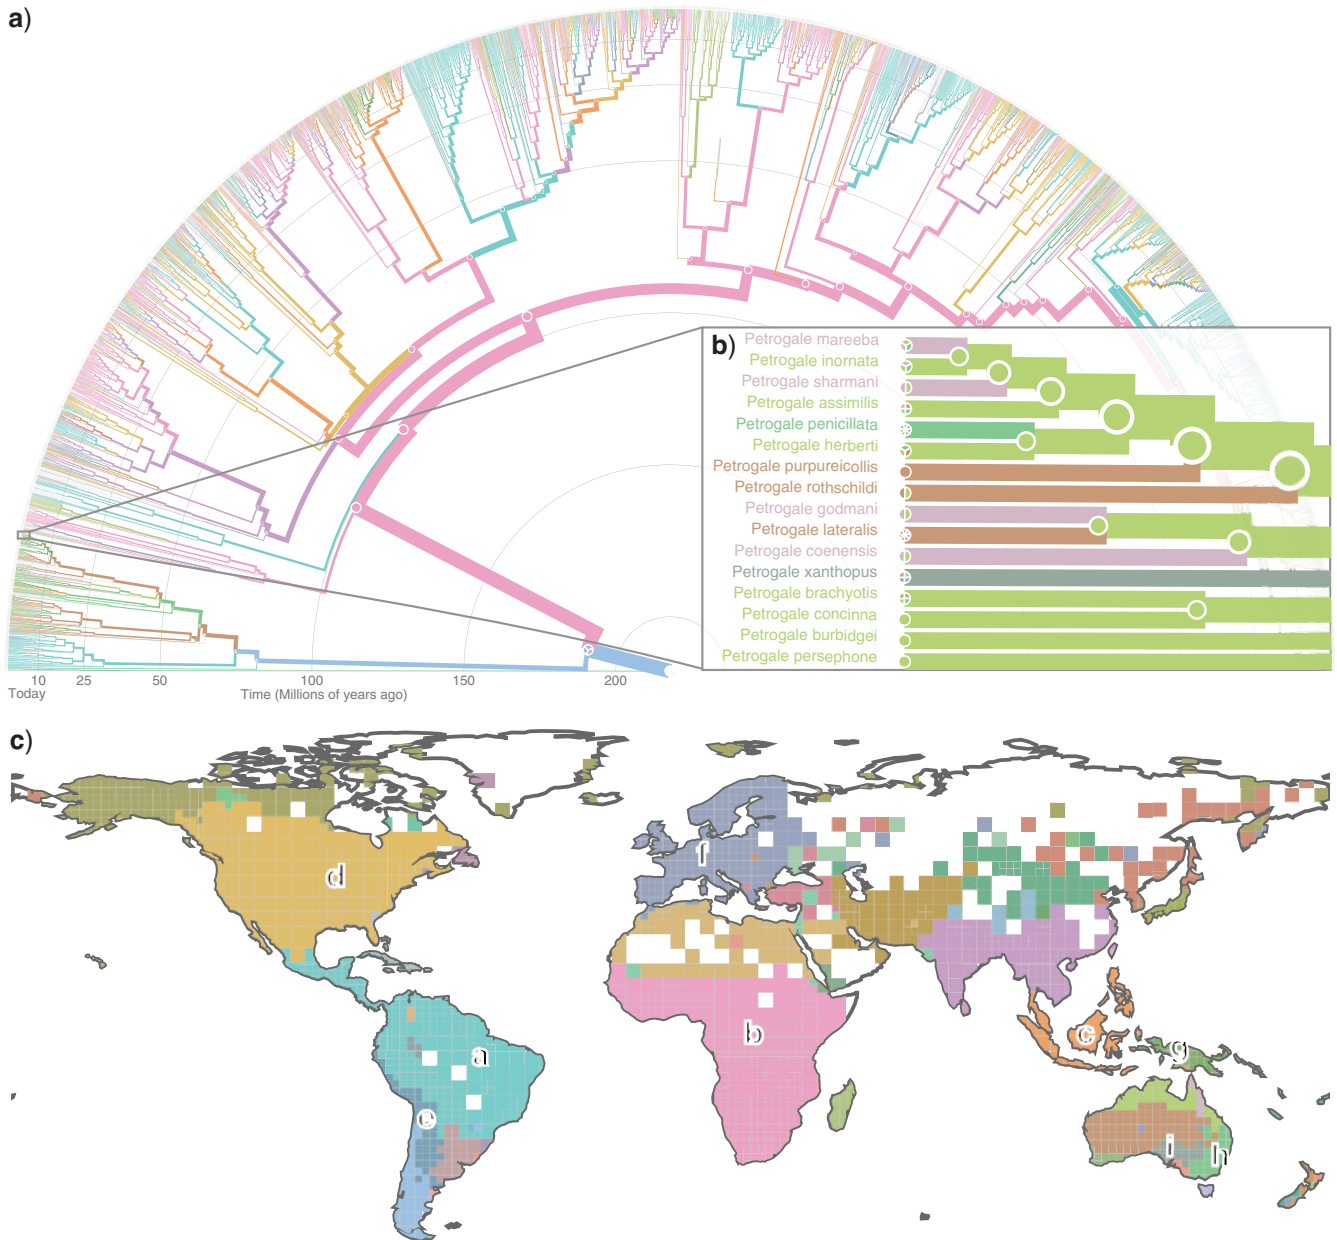 a)
b)
Petrogale mareeba
Petrogale inornata
Petrogale sharmani
Petrogale assimilis
Petrogale penicillata
Petrogale herberti
Petrogale purpureicollis
Petrogale rothschildi
Petrogale godmani
Petrogale lateralis
Petrogale coenensis
Petrogale xanthopus
Petrogale brachyotis
Petrogale concinna
Petrogale burbidgei
Petrogale persephone
10 25 50 100 150 200
Today Time (Millions of years ago)
c)
d
f
b
c
g
a
e
i
h